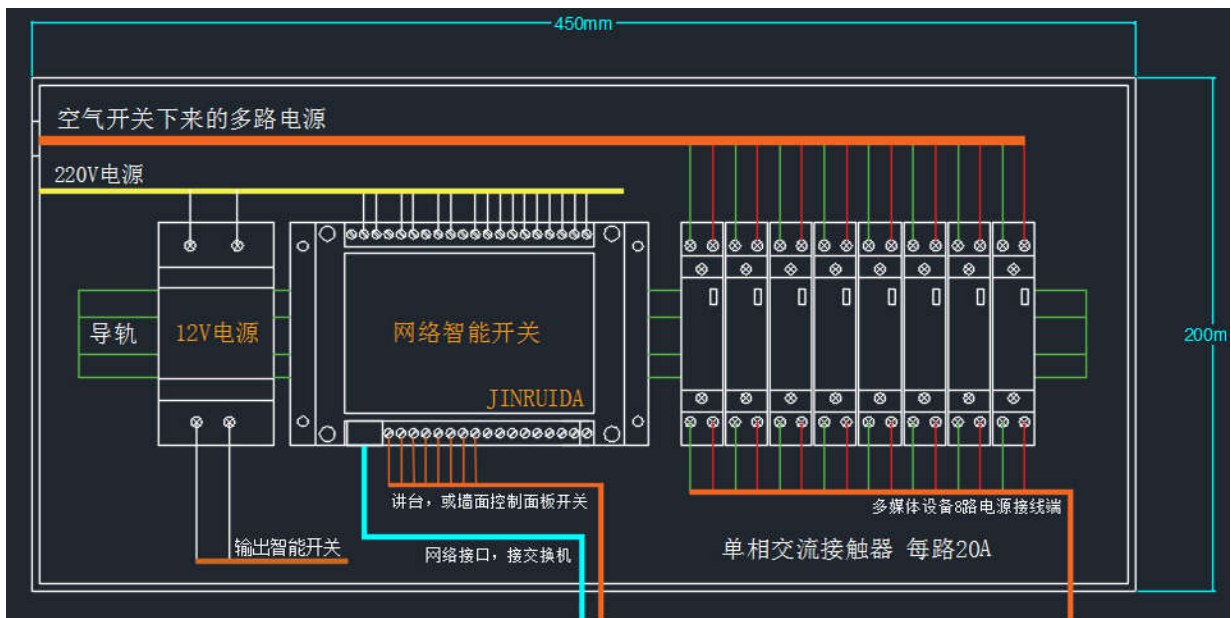 450mm
空气开关下来的多路电源
220V电源
导轨
12V电源
网络智能开关
JINRUIDA
200m
讲台，或墙面控制面板开关
多媒体设备8路电源接线端
输出智能开关
网络接口，接交换机
单相交流接触器 每路20A